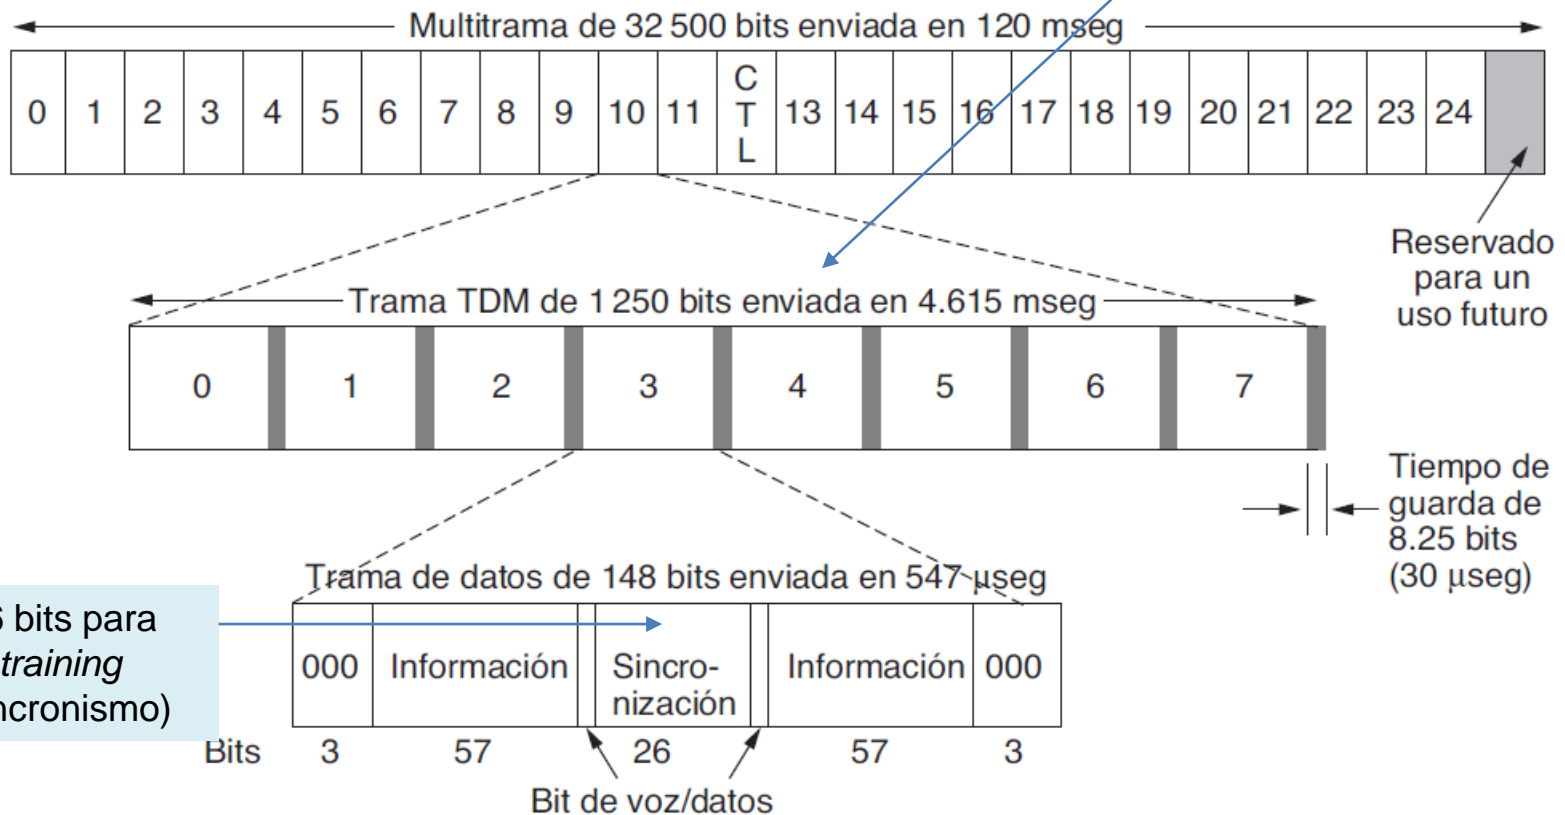 Multitrama de 32 500 bits enviada en 120 mseg
0 1 2 3 4 5 6 7 8 9 10 11 CTL 13 14 15 16 17 18 19 20 21 22 23 24
Reservado
para un
uso futuro
Trama TDM de 1 250 bits enviada en 4.615 mseg
0 1 2 3 4 5 6 7
Tiempo de
guarda de
8.25 bits
(30 μseg)
Trama de datos de 148 bits enviada en 547 μseg
bits para
training
000 Información Sincro- Información 000
nización
Bits 3 57 26 57 3
Bit de voz/datos